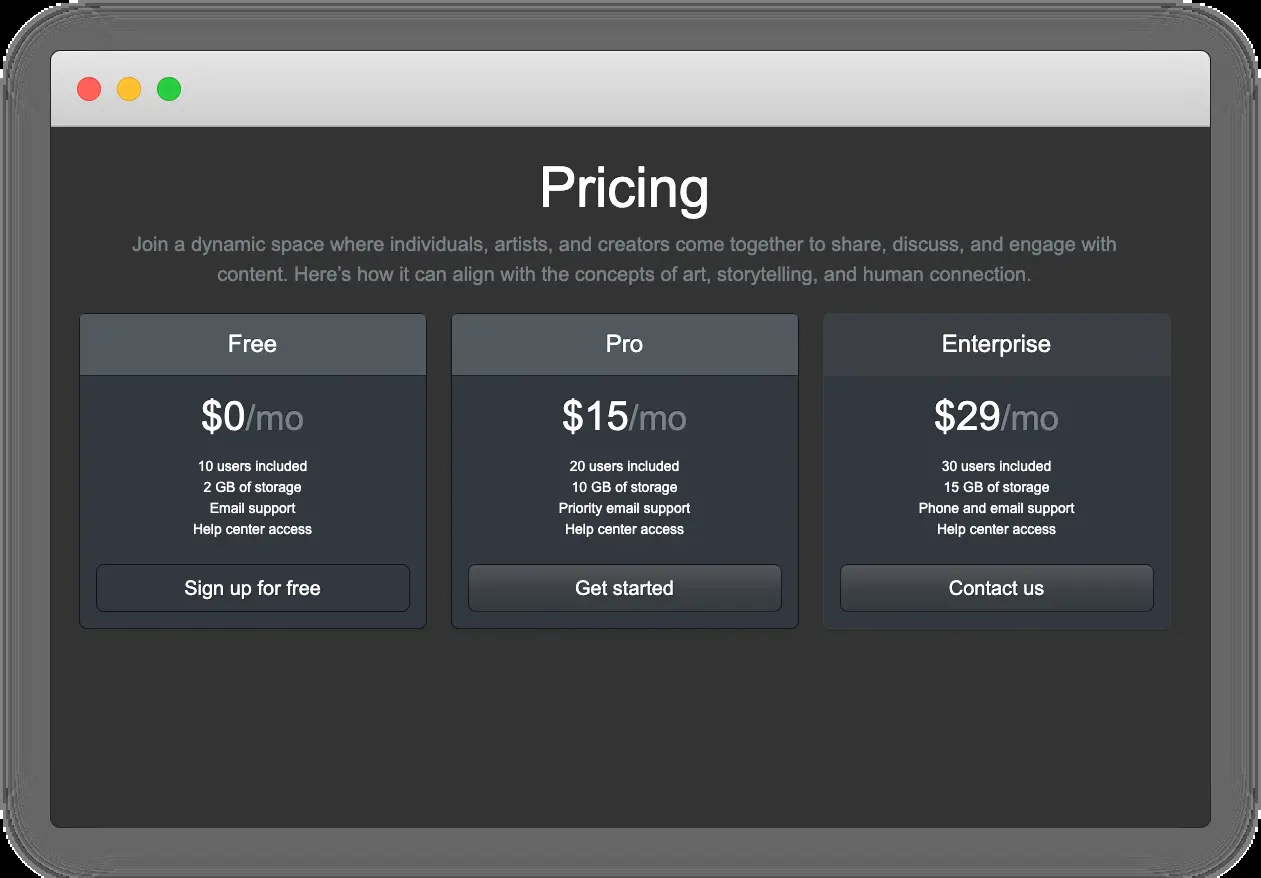 Pricing
Join a dynamic space where individuals, artists, and creators come together to share, discuss, and engage with
content. Here's how it can align with the concepts of art, storytelling, and human connection.
Free
$0/mo
10 users included
2 GB of storage
Email support
Help center access
Sign up for free
Pro
$15/mo
20 users included
10 GB of storage
Priority email support
Help center access
Get started
Enterprise
$29/mo
30 users included
15 GB of storage
Phone and email support
Help center access
Contact us